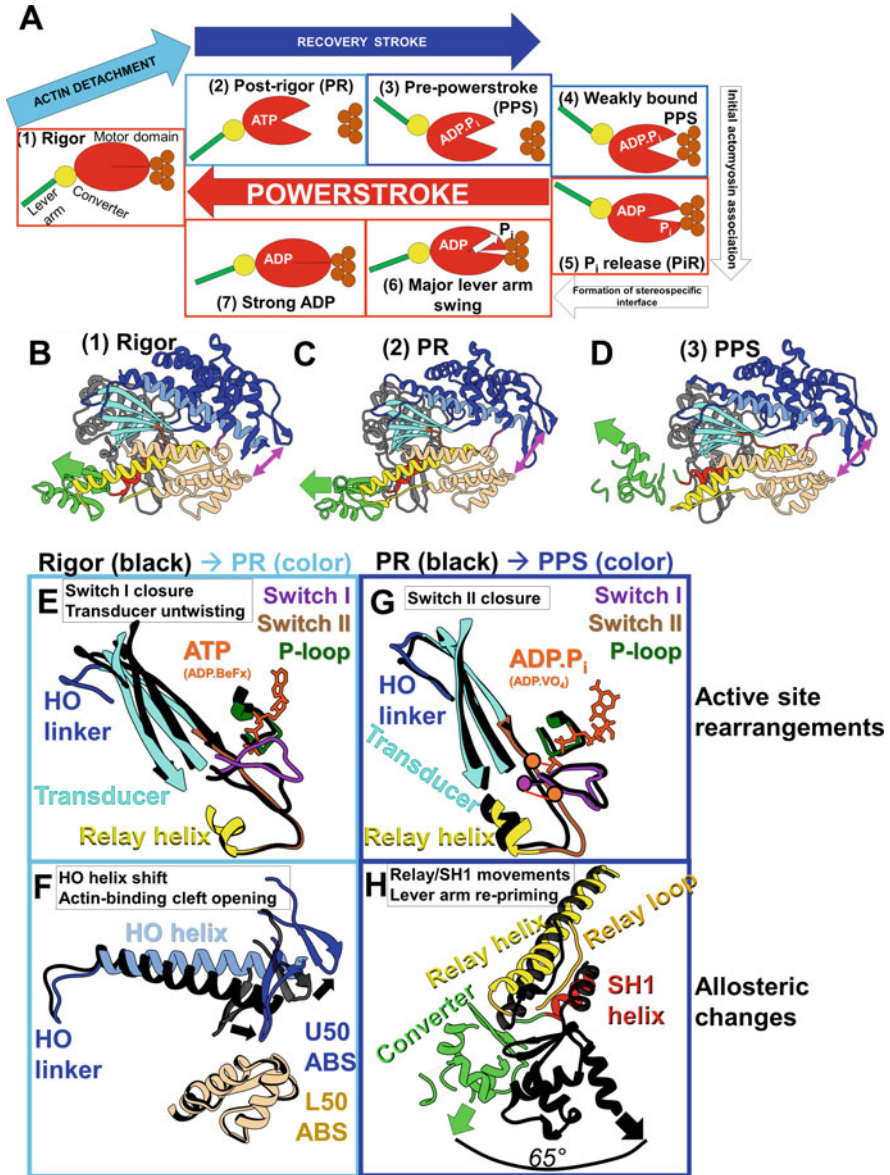 A
RECOVERY STROKE
ACTIN DETACHMENT
(2) Post-rigor (PR)
ATP
(3) Pre-powerstroke
(PPS)
ADP.Pi
(4) Weakly bound
PPS
ADP.Pi
Initial actomyosin association
(1) Rigor
Motor domain
Lever
arm
Converter
POWERSTROKE
ADP
Pi
(5) Pi release (PiR)
ADP
(7) Strong ADP
ADP
Pi
(6) Major lever arm
swing
Formation of stereospecific
interface
B
(1) Rigor
C
(2) PR
D
(3) PPS
Rigor (black) → PR (color)
PR (black) → PPS (color)
E
Switch I closure
Transducer untwisting
Switch I
Switch II
P-loop
ATP
(ADP.BeFx)
HO
linker
Transducer
Relay helix
G
Switch II closure
Switch I
Switch II
P-loop
ADP.Pi
(ADP.VO4)
HO
linker
Transducer
Relay helix
Active site
rearrangements
F
HO helix shift
Actin-binding cleft opening
HO helix
HO
linker
U50
ABS
L50
ABS
H
Relay/SH1 movements
Lever arm re-priming
Relay helix
Relay loop
SH1
helix
Converter
65°
Allosteric
changes